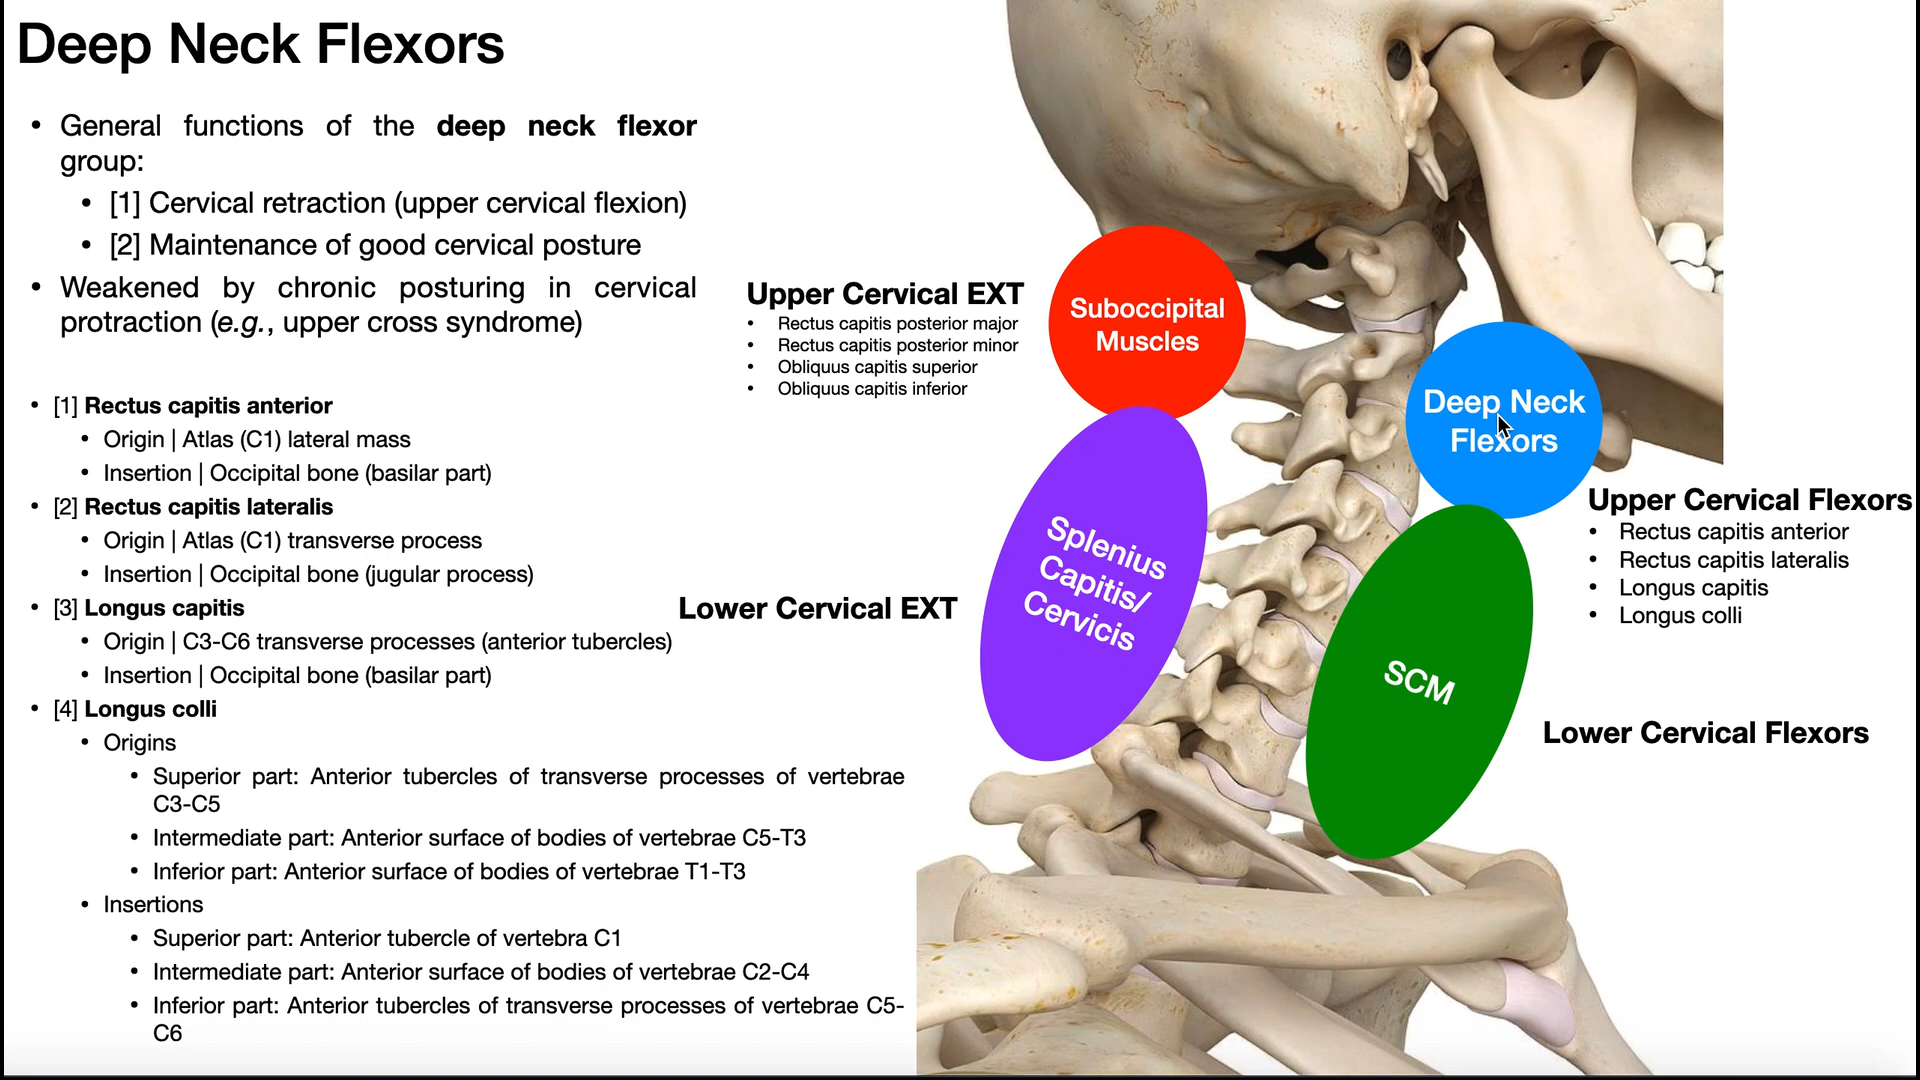 Deep Neck Flexors
• General functions of the deep neck flexor
group:
• [1] Cervical retraction (upper cervical flexion)
• [2] Maintenance of good cervical posture
• Weakened by chronic posturing in cervical
protraction (e.g., upper cross syndrome)
• [1] Rectus capitis anterior
• Origin | Atlas (C1) lateral mass
• Insertion | Occipital bone (basilar part)
• [2] Rectus capitis lateralis
• Origin | Atlas (C1) transverse process
• Insertion | Occipital bone (jugular process)
• [3] Longus capitis
• Origin | C3-C6 transverse processes (anterior tubercles)
• Insertion | Occipital bone (basilar part)
• [4] Longus colli
• Origins
• Superior part: Anterior tubercles of transverse processes of vertebrae
C3-C5
• Intermediate part: Anterior surface of bodies of vertebrae C5-T3
• Inferior part: Anterior surface of bodies of vertebrae T1-T3
• Insertions
• Superior part: Anterior tubercle of vertebra C1
• Intermediate part: Anterior surface of bodies of vertebrae C2-C4
• Inferior part: Anterior tubercles of transverse processes of vertebrae C5-
C6
Upper Cervical EXT
• Rectus capitis posterior major
• Rectus capitis posterior minor
• Obliquus capitis superior
• Obliquus capitis inferior
Suboccipital
Muscles
Lower Cervical EXT
Splenius
Capitis/
Cervicis
Deep Neck
Flexors
Upper Cervical Flexors
• Rectus capitis anterior
• Rectus capitis lateralis
• Longus capitis
• Longus colli
SCM
Lower Cervical Flexors